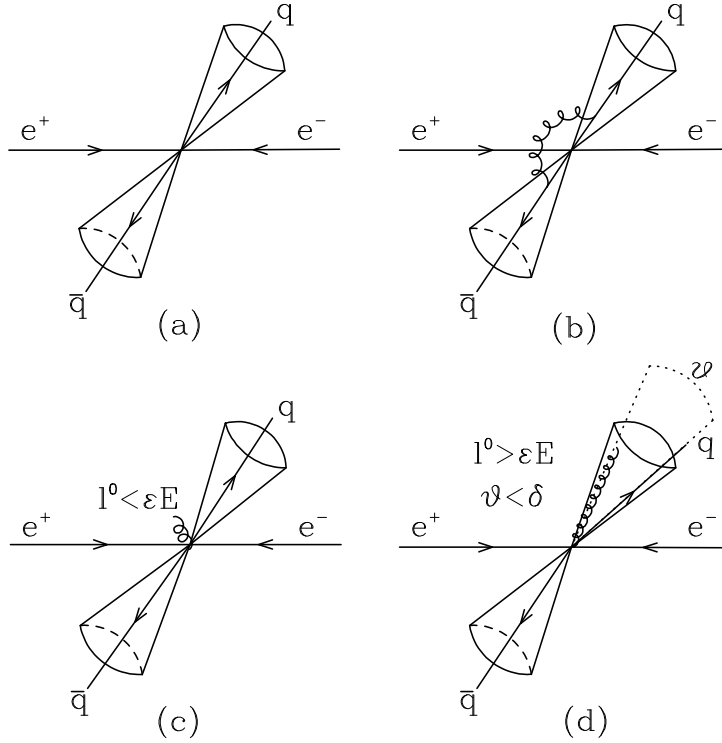 q
e⁺
e⁻
q̅
(a)
q
e⁺
e⁻
q̅
(b)
q
l⁰<εE
e⁺
e⁻
q̅
(c)
ϑ
q
l⁰>εE
ϑ<δ
e⁺
e⁻
q̅
(d)